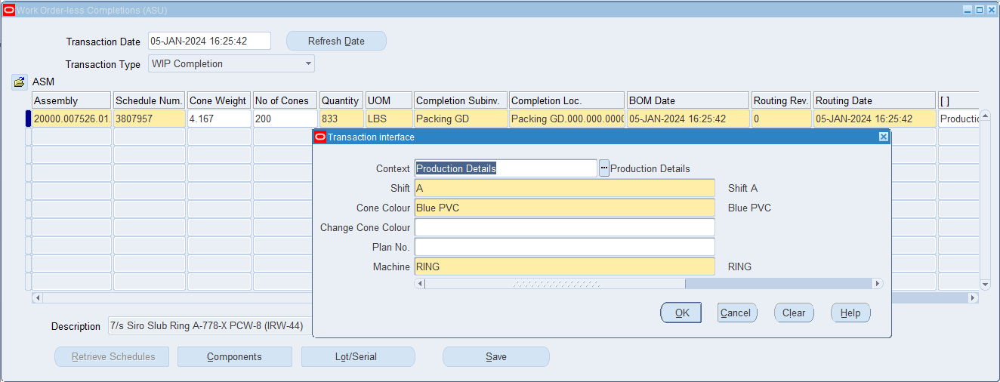 Work Order-less Completions (ASU)
Transaction Date 05-JAN-2024 16:25:42 Refresh Date
Transaction Type WIP Completion
ASM
Assembly Schedule Num. Cone Weight No of Cones Quantity UOM Completion Subinv. Completion Loc. BOM Date Routing Rev. Routing Date [ ]
20000.007526.01. 3807957 4.167 200 833 LBS Packing GD Packing GD.000.000.0000 05-JAN-2024 16:25:42 0 05-JAN-2024 16:25:42 Productio
Transaction interface
Context Production Details ... Production Details
Shift A Shift A
Cone Colour Blue PVC Blue PVC
Change Cone Colour
Plan No.
Machine RING RING
OK Cancel Clear Help
Description 7/s Siro Slub Ring A-778-X PCW-8 (IRW-44)
Retrieve Schedules Components Lot/Serial Save